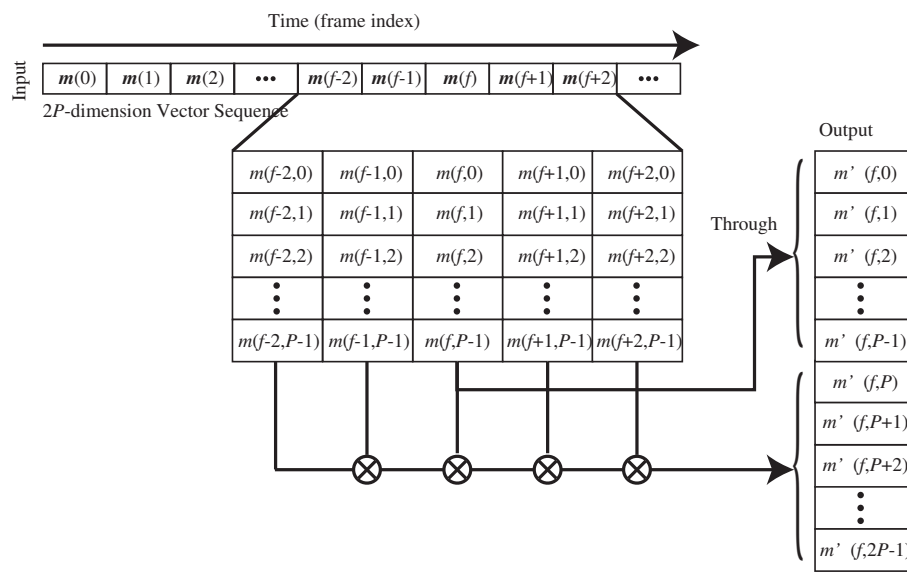 Time (frame index)
Input
m(0) m(1) m(2) ••• m(f-2) m(f-1) m(f) m(f+1) m(f+2) •••
2P-dimension Vector Sequence
Output
m(f-2,0) m(f-1,0) m(f,0) m(f+1,0) m(f+2,0)
m(f-2,1) m(f-1,1) m(f,1) m(f+1,1) m(f+2,1)
m(f-2,2) m(f-1,2) m(f,2) m(f+1,2) m(f+2,2)
m(f-2,P-1) m(f-1,P-1) m(f,P-1) m(f+1,P-1) m(f+2,P-1)
Through
m’ (f,0)
m’ (f,1)
m’ (f,2)
m’ (f,P-1)
m’ (f,P)
m’ (f,P+1)
m’ (f,P+2)
m’ (f,2P-1)